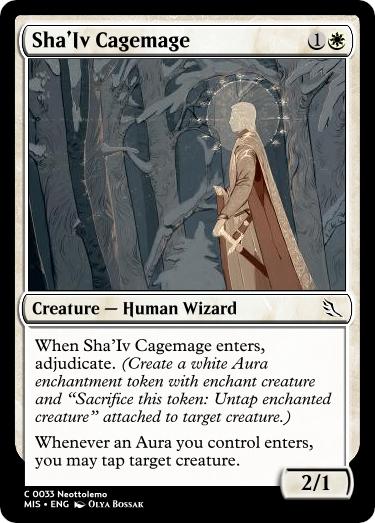 Sha'Iv Cagemage 1
Creature — Human Wizard
When Sha'Iv Cagemage enters,
adjudicate. (Create a white Aura
enchantment token with enchant creature
and “Sacrifice this token: Untap enchanted
creature” attached to target creature.)
Whenever an Aura you control enters,
you may tap target creature.
2/1
C 0033 Neottolemo
MIS • ENG Olya Bossak